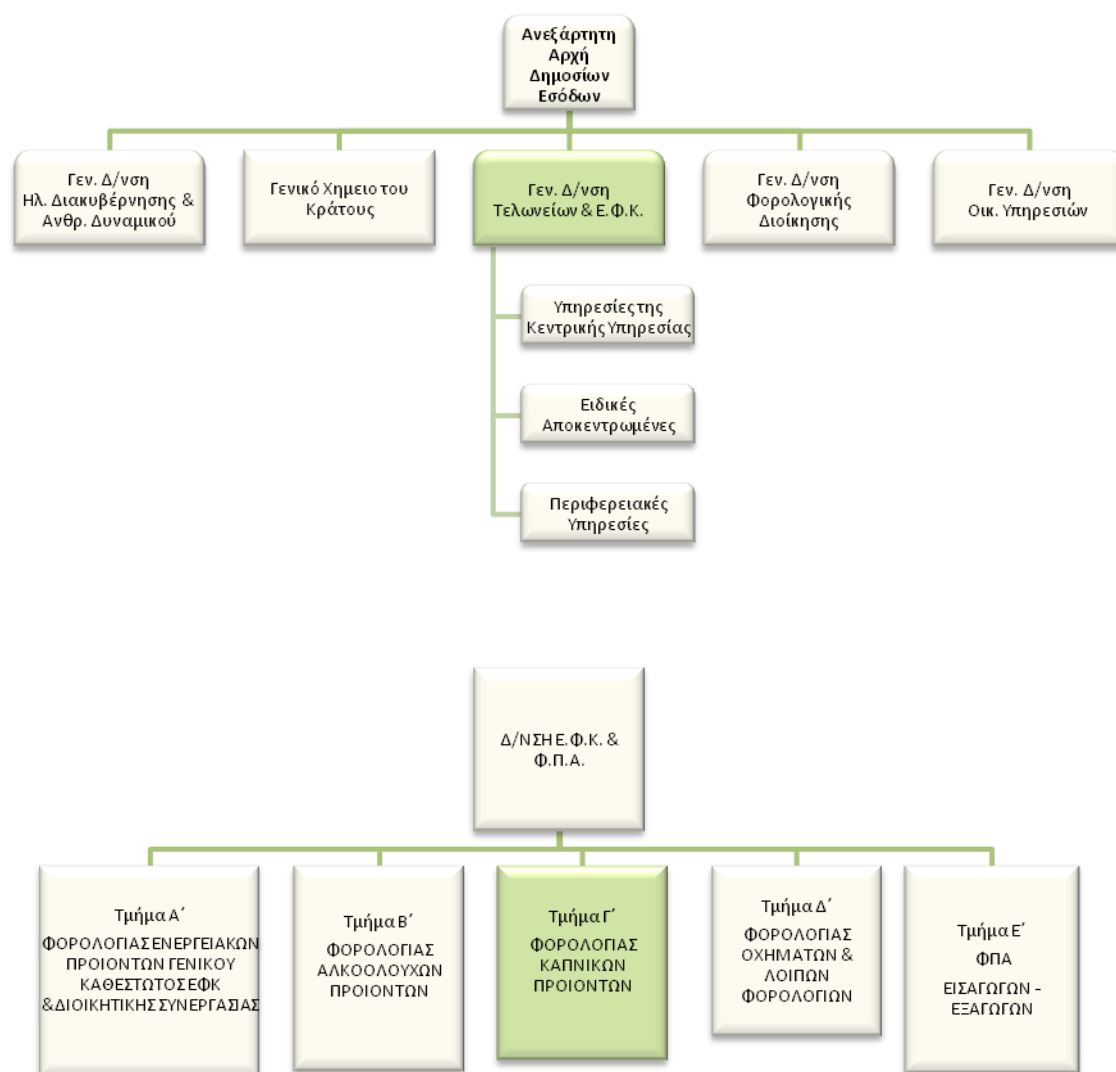 Ανεξάρτητη
Αρχή
Δημοσίων
Εσόδων
Γεν. Δ/νση
Ηλ. Διακυβέρνησης &
Ανθρ. Δυναμικού
Γενικό Χημειο του
Κράτους
Γεν. Δ/νση
Τελωνείων & Ε.Φ.Κ.
Γεν. Δ/νση
Φορολογικής
Διοίκησης
Γεν. Δ/νση
Οικ. Υπηρεσιών
Υπηρεσίες της
Κεντρικής Υπηρεσίας
Ειδικές
Αποκεντρωμένες
Περιφερειακές
Υπηρεσίες
Δ/ΝΣΗ Ε.Φ.Κ. &
Φ.Π.Α.
Τμήμα Α΄
ΦΟΡΟΛΟΓΙΑΣ ΕΝΕΡΓΕΙΑΚΩΝ
ΠΡΟΙΟΝΤΩΝ ΓΕΝΙΚΟΥ
ΚΑΘΕΣΤΩΤΟΣ ΕΦΚ
&ΔΙΟΙΚΗΤΙΚΗΣ ΣΥΝΕΡΓΑΣΙΑΣ
Τμήμα Β΄
ΦΟΡΟΛΟΓΙΑΣ
ΑΛΚΟΟΛΟΥΧΩΝ
ΠΡΟΙΟΝΤΩΝ
Τμήμα Γ΄
ΦΟΡΟΛΟΓΙΑΣ
ΚΑΠΝΙΚΩΝ
ΠΡΟΙΟΝΤΩΝ
Τμήμα Δ΄
ΦΟΡΟΛΟΓΙΑΣ
ΟΧΗΜΑΤΩΝ &
ΛΟΙΠΩΝ
ΦΟΡΟΛΟΓΙΩΝ
Τμήμα Ε΄
ΦΠΑ
ΕΙΣΑΓΩΓΩΝ –
ΕΞΑΓΩΓΩΝ